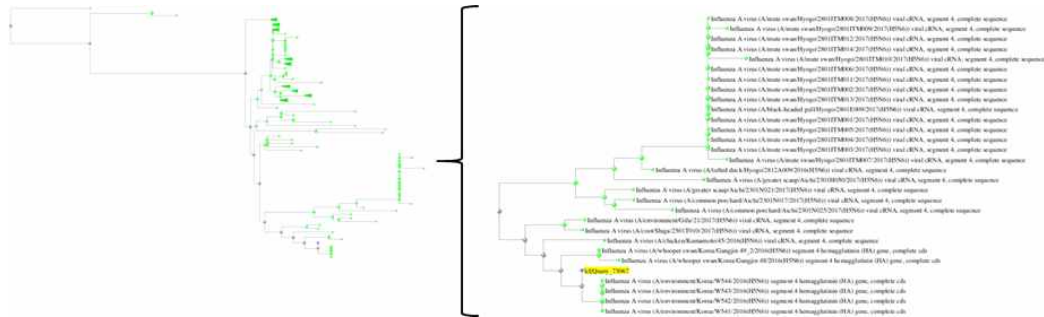 Influenza A virus (A/mute swan/Hyogo/2801ITM008/2017(H5N6)) viral cRNA, segment 4, complete sequence
Influenza A virus (A/mute swan/Hyogo/2801ITM009/2017(H5N6)) viral cRNA, segment 4, complete sequence
Influenza A virus (A/mute swan/Hyogo/2801ITM012/2017(H5N6)) viral cRNA, segment 4, complete sequence
Influenza A virus (A/mute swan/Hyogo/2801ITM014/2017(H5N6)) viral cRNA, segment 4, complete sequence
Influenza A virus (A/mute swan/Hyogo/2801ITM010/2017(H5N6)) viral cRNA, segment 4, complete sequence
Influenza A virus (A/mute swan/Hyogo/2801ITM006/2017(H5N6)) viral cRNA, segment 4, complete sequence
Influenza A virus (A/mute swan/Hyogo/2801ITM011/2017(H5N6)) viral cRNA, segment 4, complete sequence
Influenza A virus (A/mute swan/Hyogo/2801ITM002/2017(H5N6)) viral cRNA, segment 4, complete sequence
Influenza A virus (A/mute swan/Hyogo/2801ITM013/2017(H5N6)) viral cRNA, segment 4, complete sequence
Influenza A virus (A/black-headed gull/Hyogo/2801E009/2017(H5N6)) viral cRNA, segment 4, complete sequence
Influenza A virus (A/mute swan/Hyogo/2801ITM001/2017(H5N6)) viral cRNA, segment 4, complete sequence
Influenza A virus (A/mute swan/Hyogo/2801ITM005/2017(H5N6)) viral cRNA, segment 4, complete sequence
Influenza A virus (A/mute swan/Hyogo/2801ITM004/2017(H5N6)) viral cRNA, segment 4, complete sequence
Influenza A virus (A/mute swan/Hyogo/2801ITM003/2017(H5N6)) viral cRNA, segment 4, complete sequence
Influenza A virus (A/mute swan/Hyogo/2801ITM007/2017(H5N6)) viral cRNA, segment 4, complete sequence
Influenza A virus (A/tufted duck/Hyogo/2812A009/2016(H5N6)) viral cRNA, segment 4, complete sequence
Influenza A virus (A/greater scaup/Aichi/) viral cRNA, segment 4, complete sequence
Influenza A virus (A/greater scaup/Aichi/2301N021/2017(H5N6)) viral cRNA, segment 4, complete sequence
Influenza A virus (A/common pochard/Aichi/2301N017/2017(H5N6)) viral cRNA, segment 4, complete sequence
Influenza A virus (A/common pochard/Aichi/2301N025/2017(H5N6)) viral cRNA, segment 4, complete sequence
Influenza A virus (A/environment/Gifu/21/2017(H5N6)) viral cRNA, segment 4, complete sequence
Influenza A virus (A/coot/Shiga/2501T010/2017(H5N6)) viral cRNA, segment 4, complete sequence
Influenza A virus (A/chicken/Kumamoto/45/2016(H5N6)) viral cRNA, segment 4, complete sequence
Influenza A virus (A/whooper swan/Korea/Gangjin 49_2/2016(H5N6)) segment 4 hemagglutinin (HA) gene, complete cds
Influenza A virus (A/whooper swan/Korea/Gangjin 48/2016(H5N6)) segment 4 hemagglutinin (HA) gene, complete cds
lcl|Query_73067
Influenza A virus (A/environment/Korea/W544/2016(H5N6)) segment 4 hemagglutinin (HA) gene, complete cds
Influenza A virus (A/environment/Korea/W543/2016(H5N6)) segment 4 hemagglutinin (HA) gene, complete cds
Influenza A virus (A/environment/Korea/W542/2016(H5N6)) segment 4 hemagglutinin (HA) gene, complete cds
Influenza A virus (A/environment/Korea/W541/2016(H5N6)) segment 4 hemagglutinin (HA) gene, complete cds